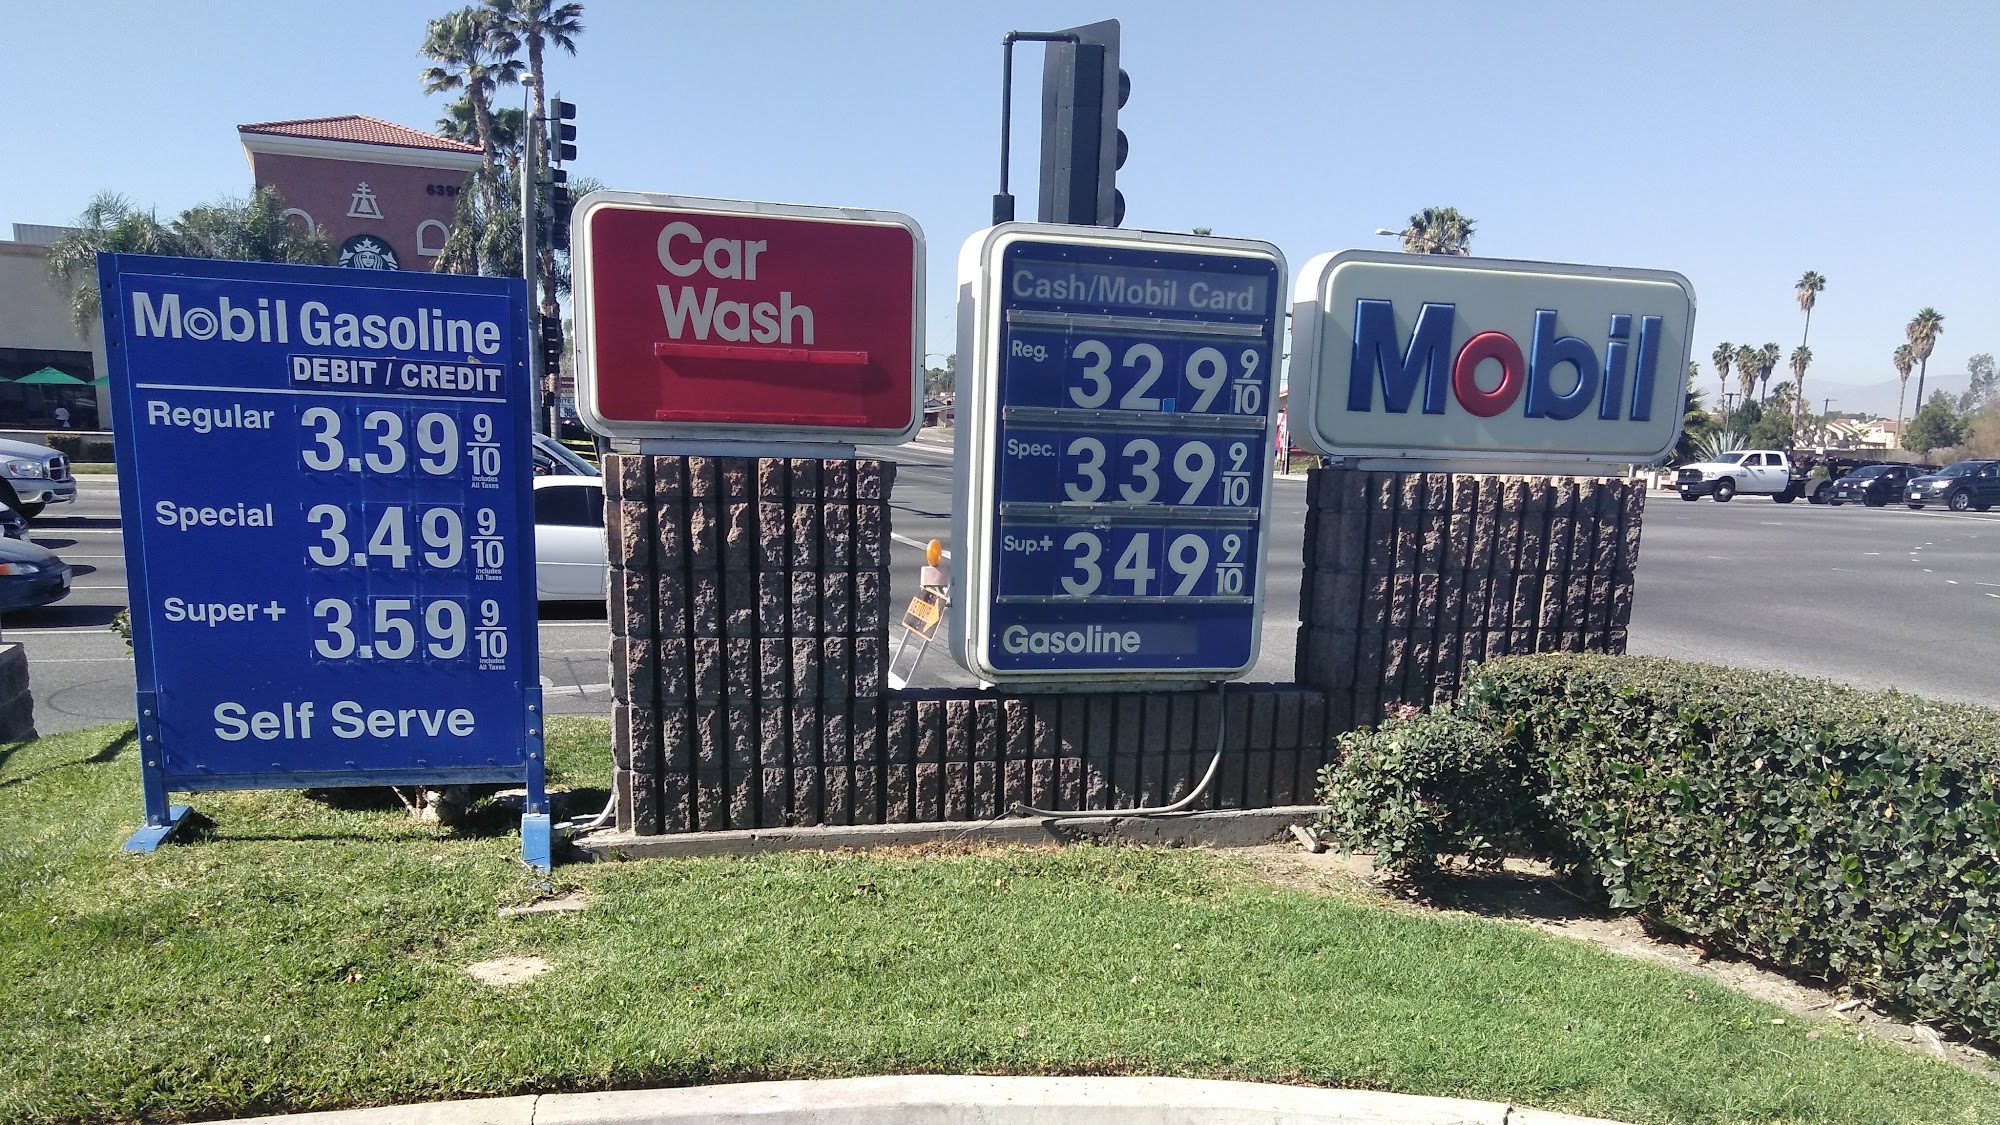 Mobil Gasoline
DEBIT / CREDIT
Regular 3.39 9/10
Includes
All Taxes
Special 3.49 9/10
Includes
All Taxes
Super+ 3.59 9/10
Includes
All Taxes
Self Serve
Car
Wash
Cash/Mobil Card
Reg. 32.9 9/10
Spec. 339 9/10
Sup.+ 349 9/10
Gasoline
Mobil
DETOUR